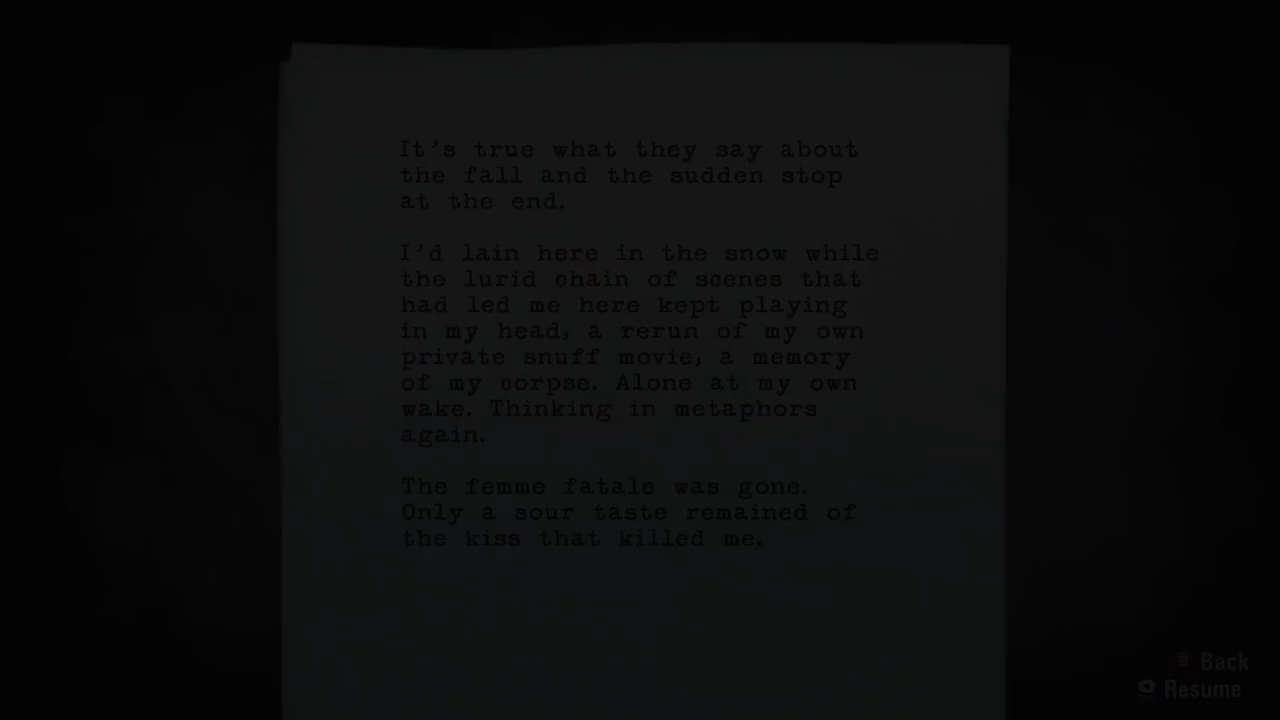 It's true what they say about
the fall and the sudden stop
at the end.
I'd lain here in the snow while
the lurid chain of scenes that
had led me here kept playing
in my head, a rerun of my own
private snuff movie, a memory
of my corpse. Alone at my own
wake. Thinking in metaphors
again.
The femme fatale was gone.
Only a sour taste remained of
the kiss that killed me.
Back
Resume